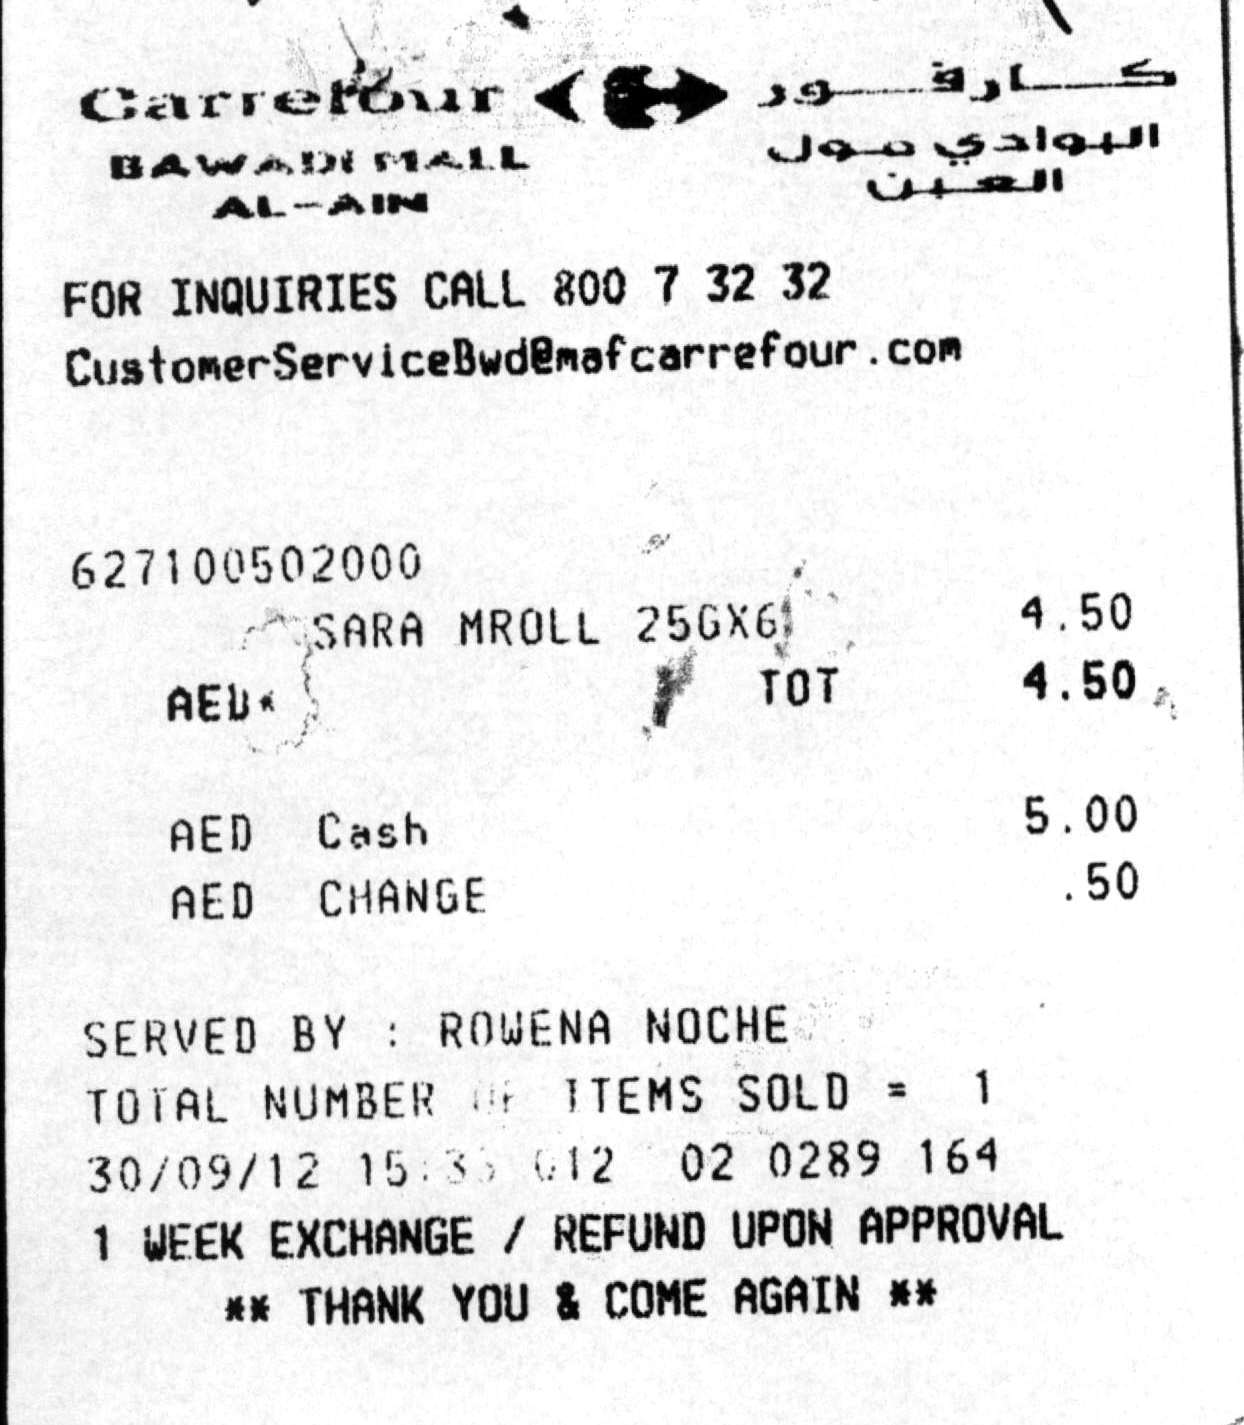 Carrefour كارفور
BAWADI MALL البوادي مول
AL-AIN العين
FOR INQUIRIES CALL 800 7 32 32
CustomerServiceBwd@mafcarrefour.com
627100502000
SARA MROLL 25GX6 4.50
AED* TOT 4.50
AED Cash 5.00
AED CHANGE .50
SERVED BY : ROWENA NOCHE
TOTAL NUMBER OF ITEMS SOLD = 1
30/09/12 012 02 0289 164
1 WEEK EXCHANGE / REFUND UPON APPROVAL
** THANK YOU & COME AGAIN **